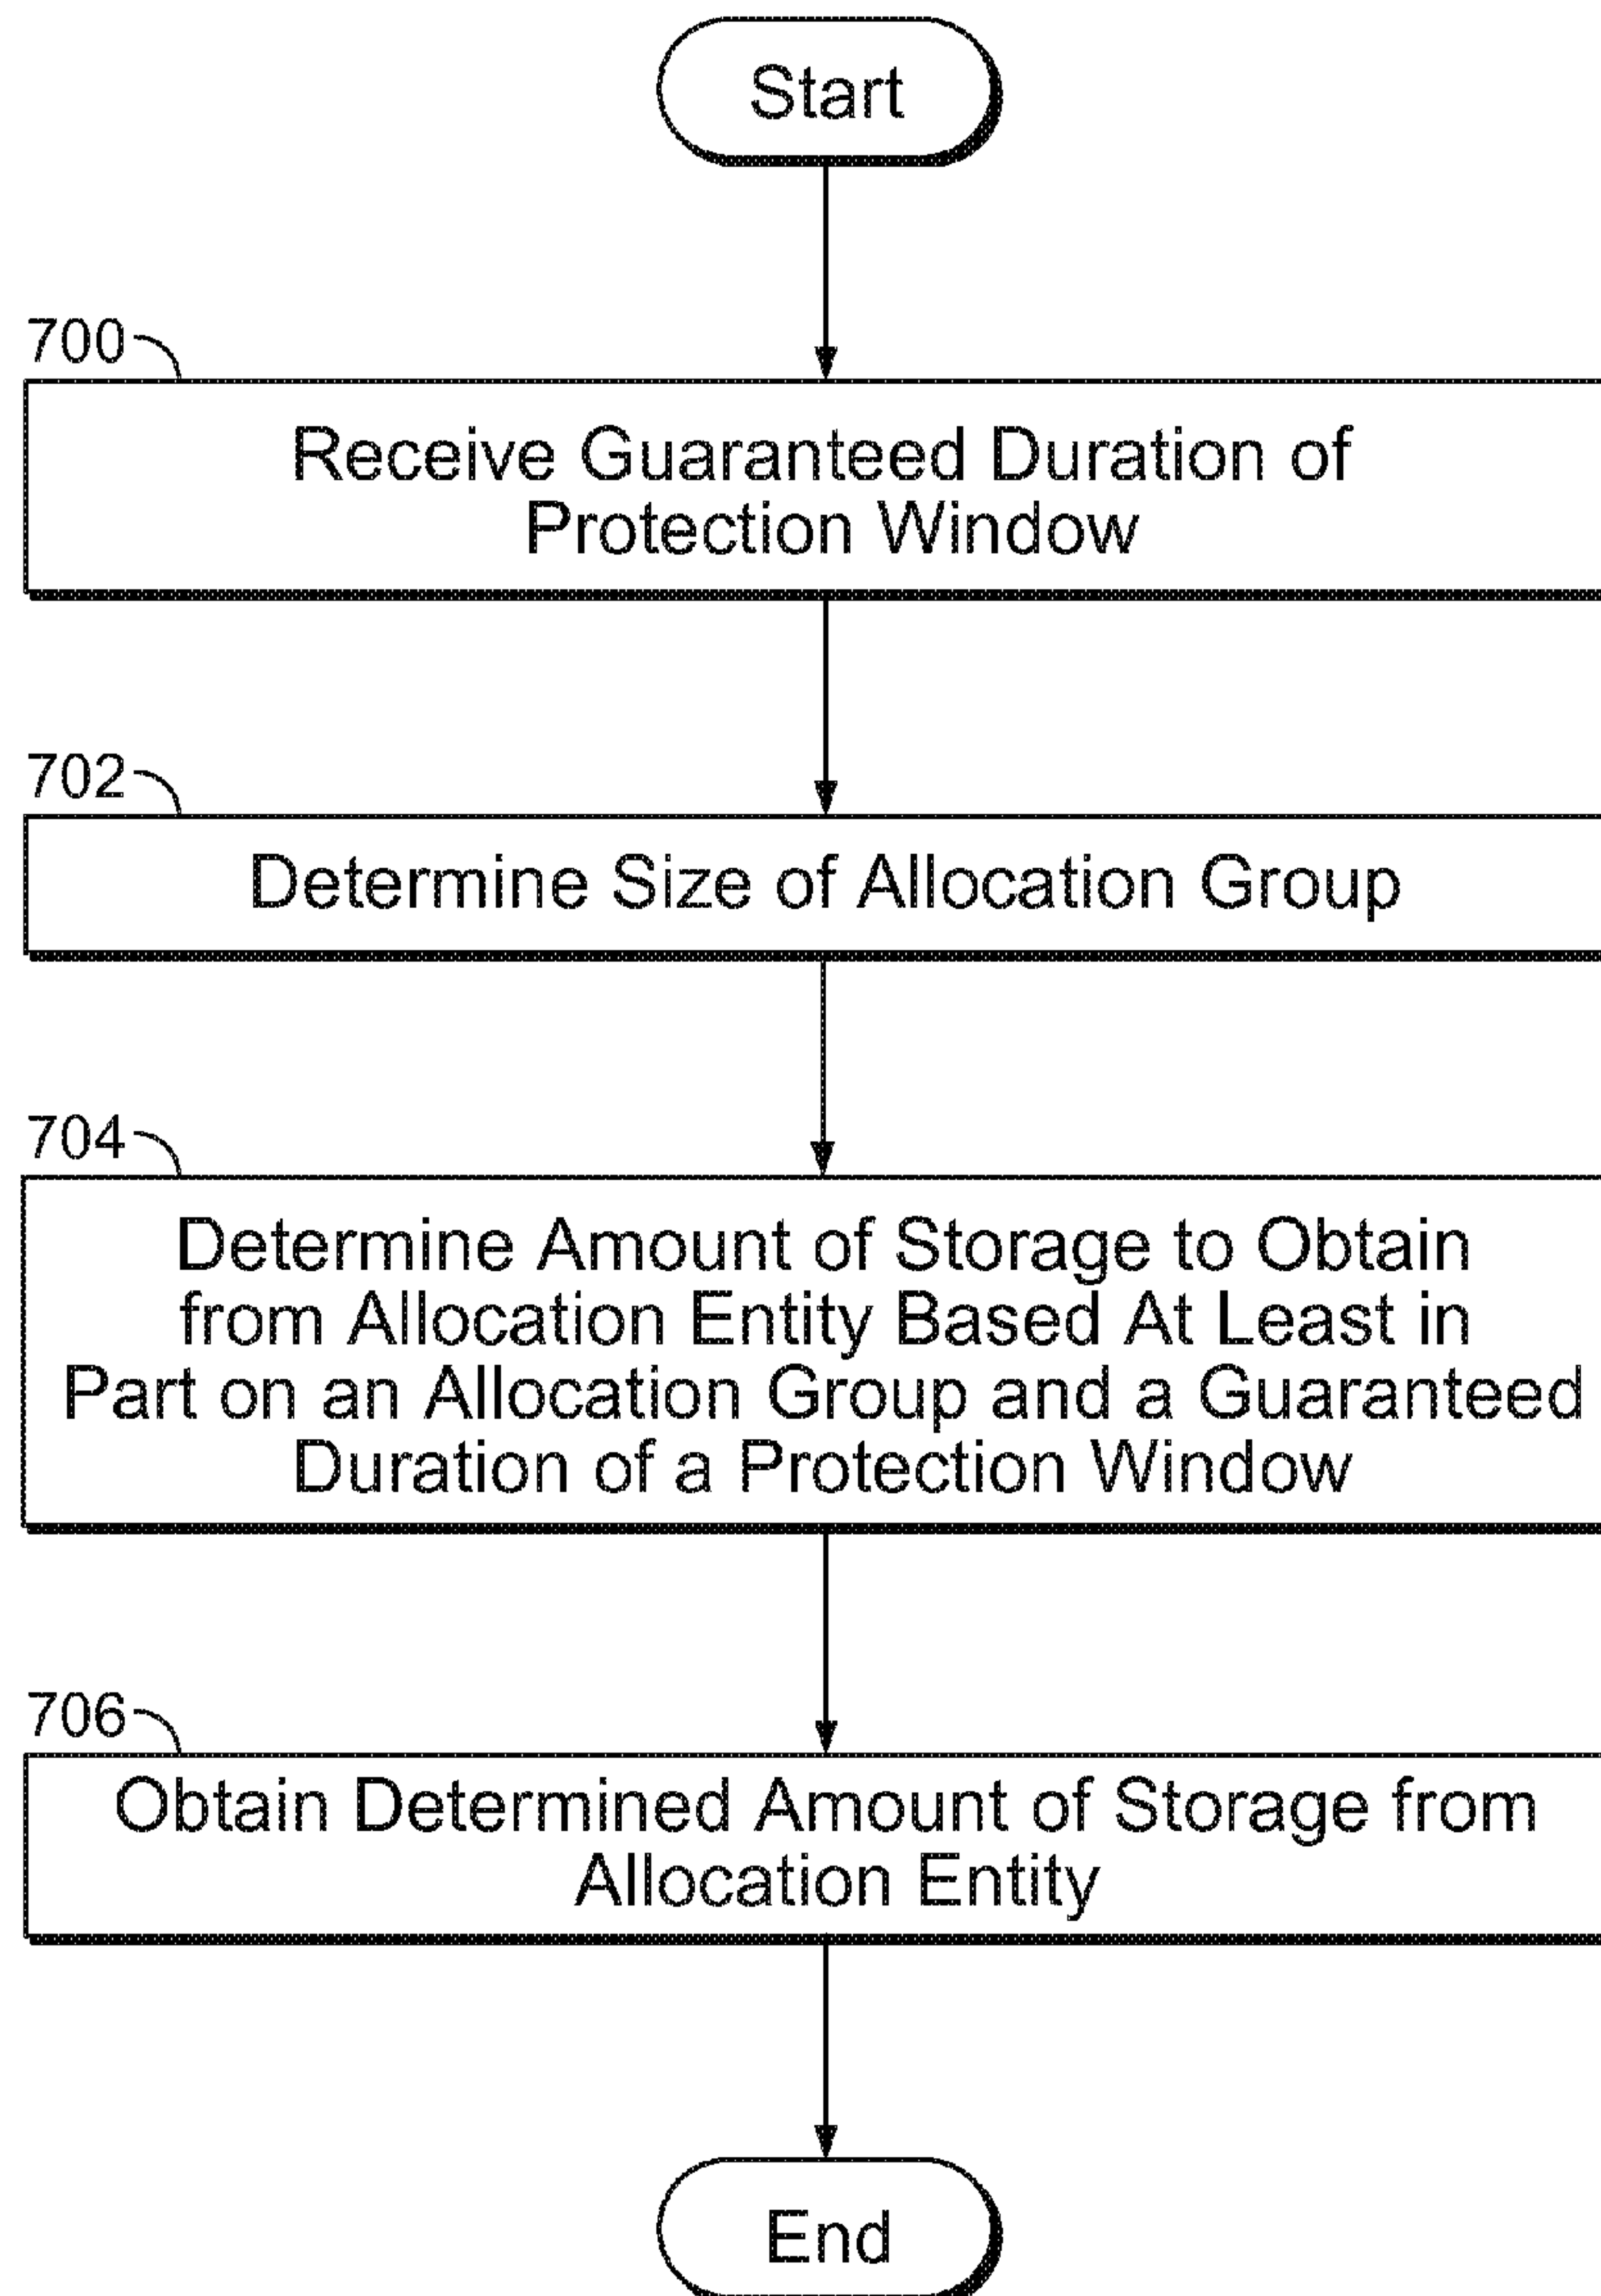 Start
700
Receive Guaranteed Duration of
Protection Window
702
Determine Size of Allocation Group
704
Determine Amount of Storage to Obtain
from Allocation Entity Based At Least in
Part on an Allocation Group and a Guaranteed
Duration of a Protection Window
706
Obtain Determined Amount of Storage from
Allocation Entity
End